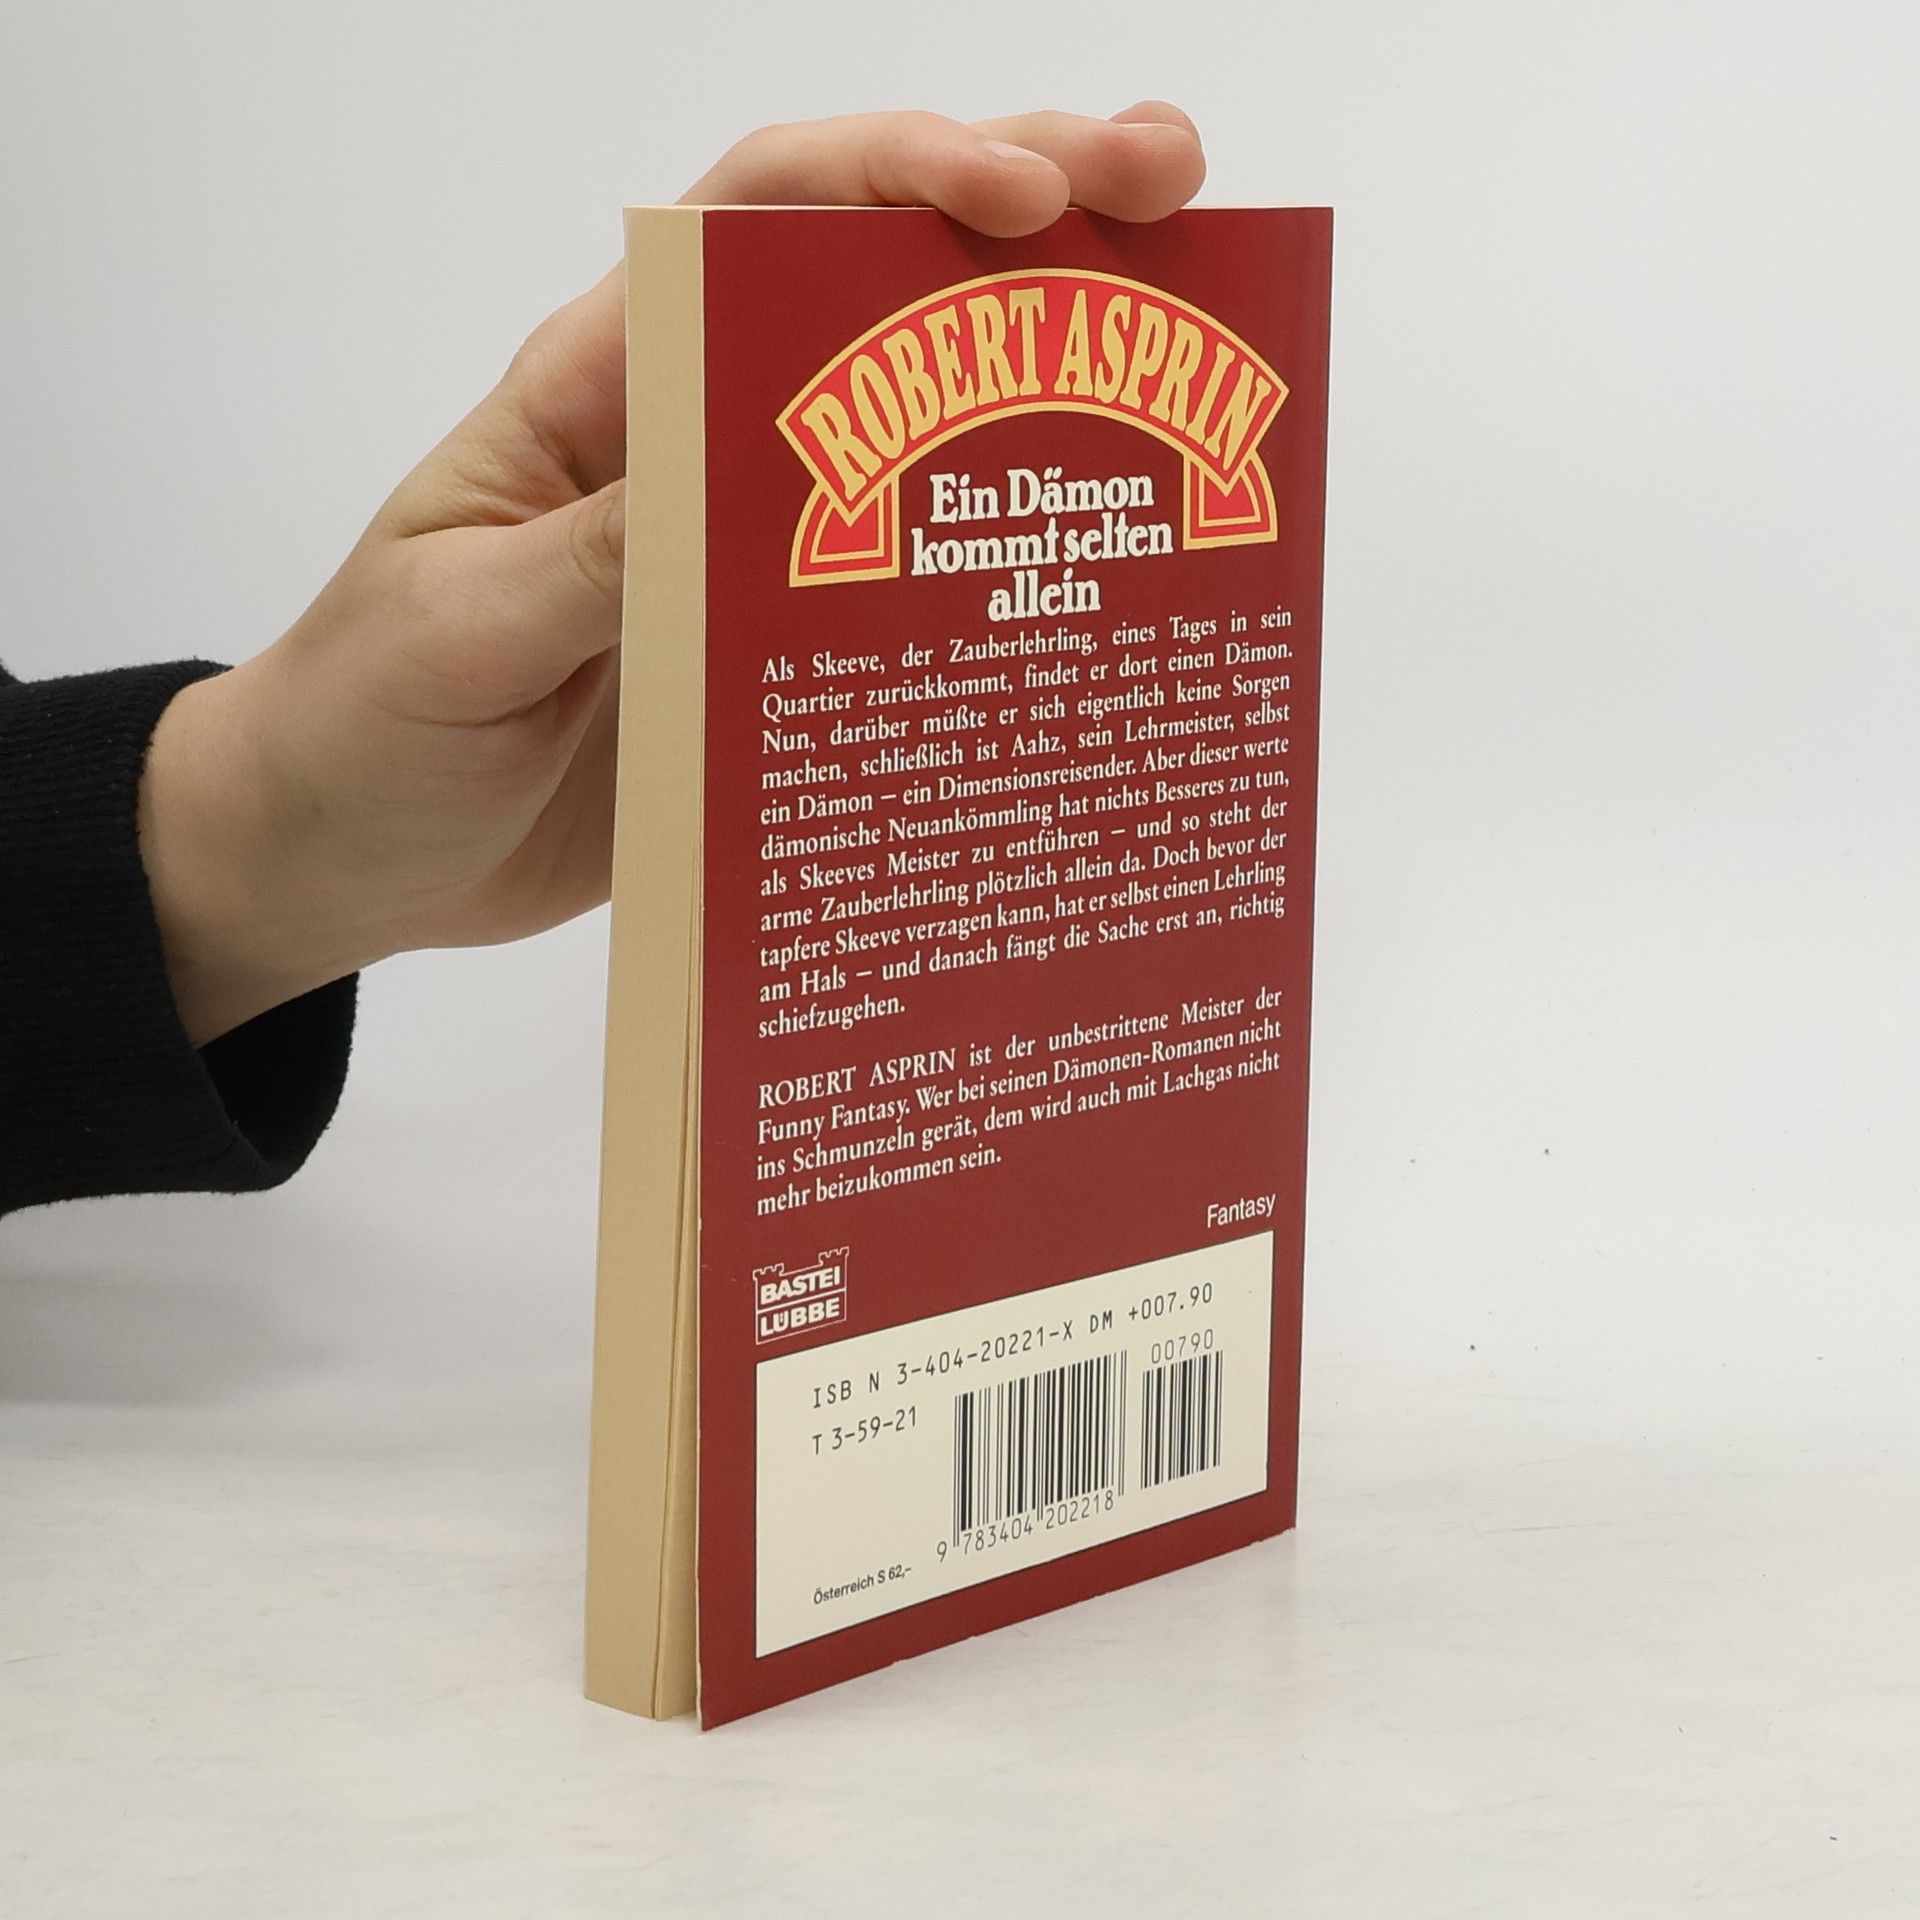 ROBERT ASPRIN
Ein Dämon
kommt selten
allein
Als Skeeve, der Zauberlehrling, eines Tages in sein
Quartier zurückkommt, findet er dort einen Dämon.
Nun, darüber müßte er sich eigentlich keine Sorgen
machen, schließlich ist Aahz, sein Lehrmeister, selbst
ein Dämon – ein Dimensionsreisender. Aber dieser werte
dämonische Neuankömmling hat nichts Besseres zu tun,
als Skeeves Meister zu entführen – und so steht der
arme Zauberlehrling plötzlich allein da. Doch bevor der
tapfere Skeeve verzagen kann, hat er selbst einen Lehrling
am Hals – und danach fängt die Sache erst an, richtig
schiefzugehen.
ROBERT ASPRIN ist der unbestrittene Meister der
Funny Fantasy. Wer bei seinen Dämonen-Romanen nicht
ins Schmunzeln gerät, dem wird auch mit Lachgas nicht
mehr beizukommen sein.
Fantasy
BASTEI
LÜBBE
ISB N 3-404-20221-X DM +007.90
00790
T 3-59-21
9 783404 202218
Österreich S 62,-